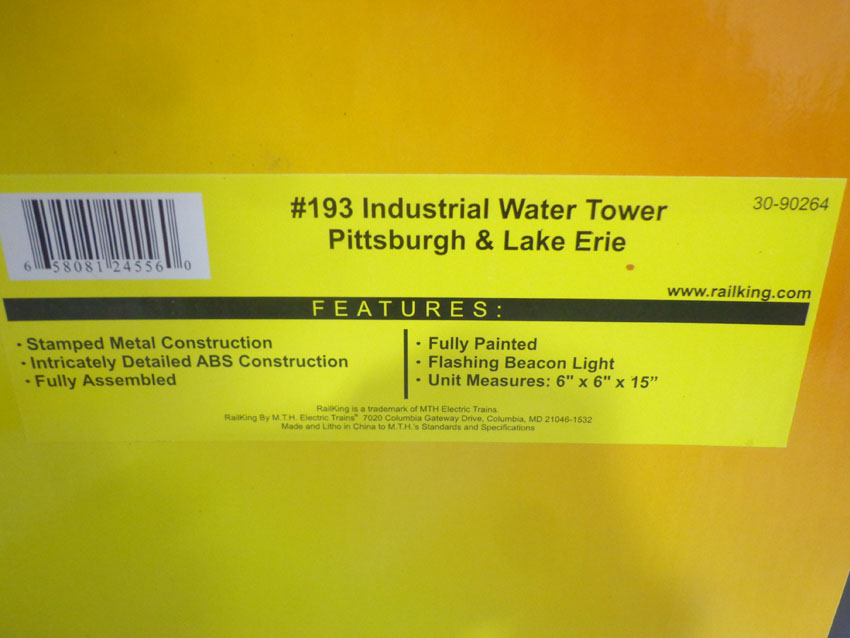 #193 Industrial Water Tower
Pittsburgh & Lake Erie
30-90264
6 58081 24556 0
www.railking.com
FEATURES:
· Stamped Metal Construction
· Intricately Detailed ABS Construction
· Fully Assembled
· Fully Painted
· Flashing Beacon Light
· Unit Measures: 6" x 6" x 15"
RailKing is a trademark of MTH Electric Trains.
RailKing By M.T.H. Electric Trains® 7020 Columbia Gateway Drive, Columbia, MD 21046-1532
Made and Litho in China to M.T.H.'s Standards and Specifications